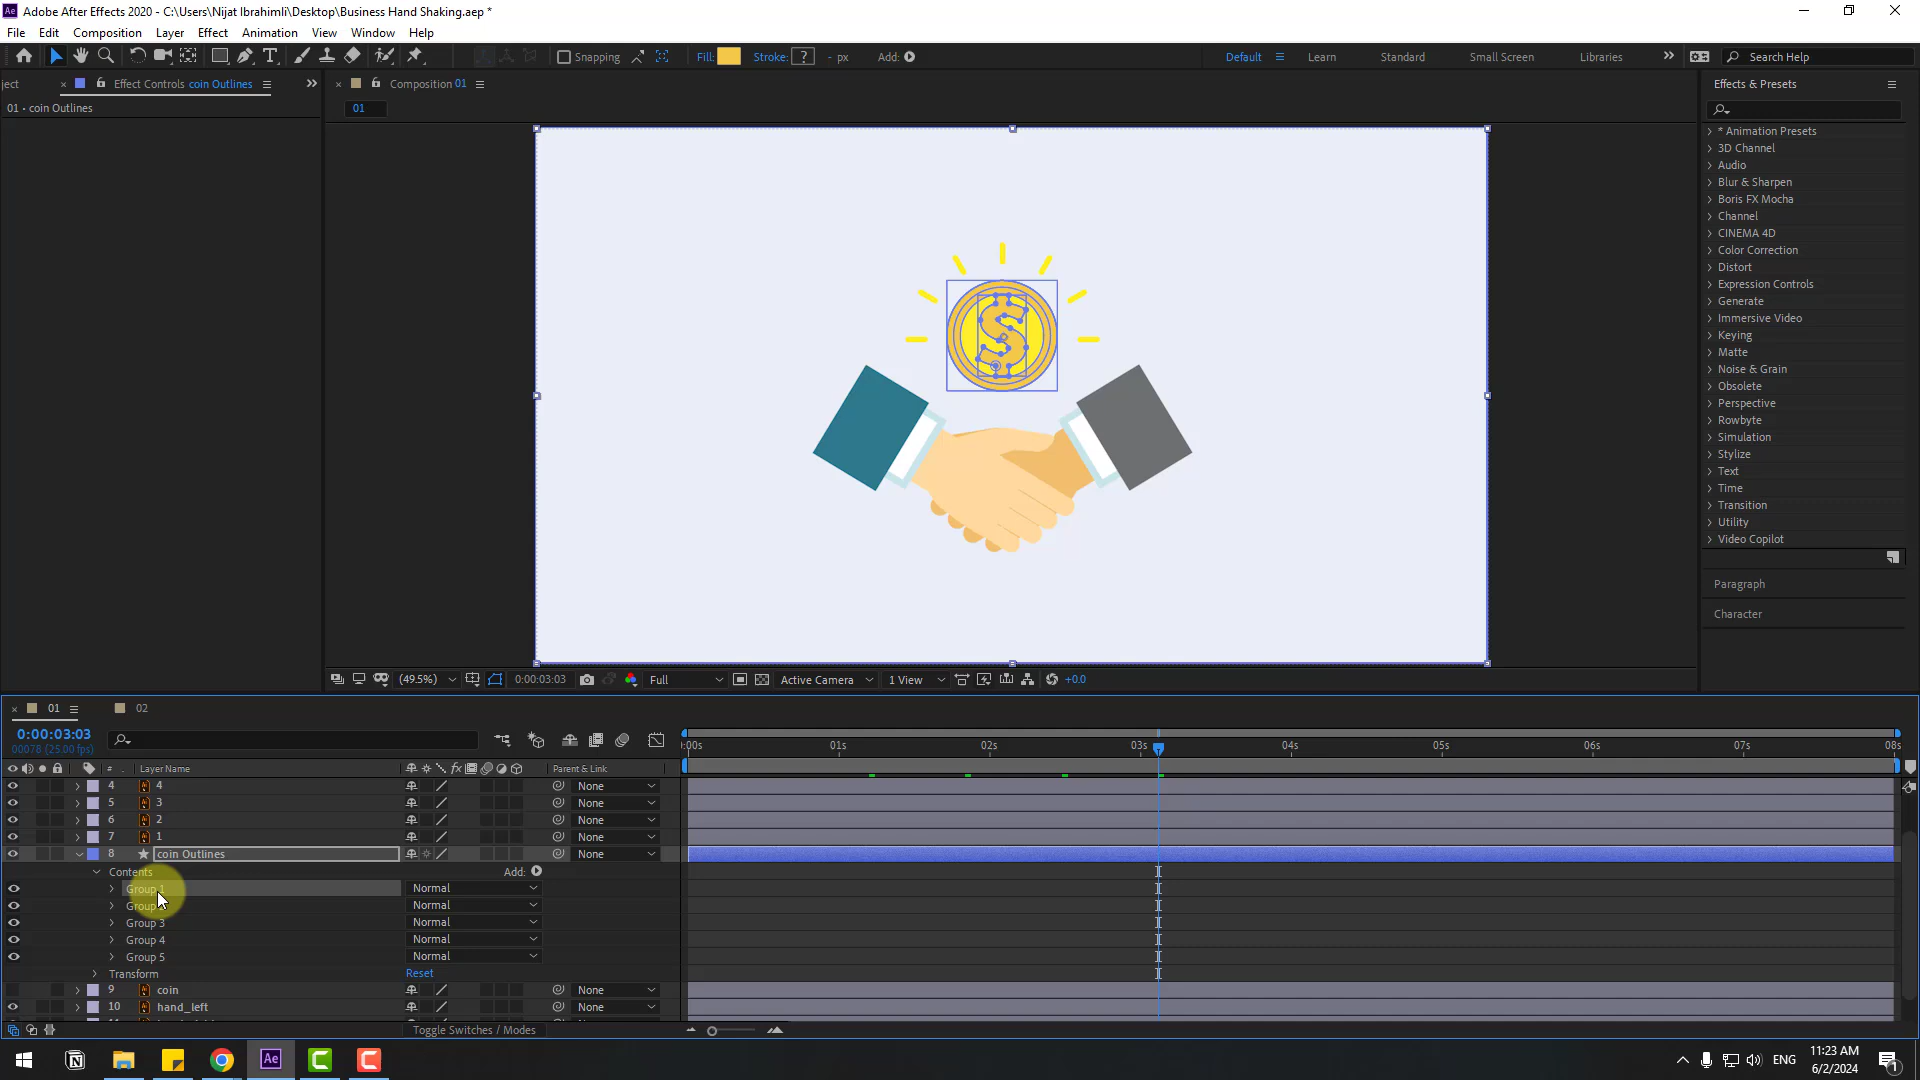 Adobe After Effects 2020 - C:\Users\Nijat Ibrahimli\Desktop\Business Hand Shaking.aep *
File Edit Composition Layer Effect Animation View Window Help
Snapping Fill: Stroke: ? - px Add: Default Learn Standard Small Screen Libraries Search Help
ject Effect Controls coin Outlines Composition 01 Effects & Presets
01 • coin Outlines 01
* Animation Presets
3D Channel
Audio
Blur & Sharpen
Boris FX Mocha
Channel
CINEMA 4D
Color Correction
Distort
Expression Controls
Generate
Immersive Video
Keying
Matte
Noise & Grain
Obsolete
Perspective
Rowbyte
Simulation
Stylize
Text
Time
Transition
Utility
Video Copilot
Paragraph
Character
(49.5%) 0:00:03:03 Full Active Camera 1 View +0.0
01 02
0:00:03:03
00078 (25.00 fps)
:00s 01s 02s 03s 04s 05s 06s 07s 08s
# Layer Name Parent & Link
4 4 None
5 3 None
6 2 None
7 1 None
8 coin Outlines None
Contents Add:
Group 1 Normal
Group Normal
Group 3 Normal
Group 4 Normal
Group 5 Normal
Transform Reset
9 coin None
10 hand_left None
Toggle Switches / Modes
Ae ENG 11:23 AM
6/2/2024
1